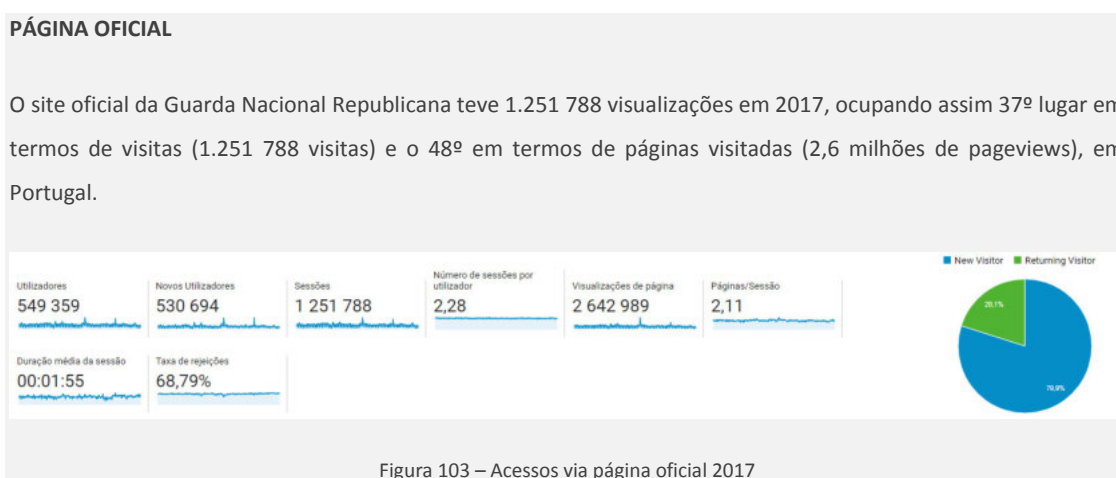 PÁGINA OFICIAL
O site oficial da Guarda Nacional Republicana teve 1.251 788 visualizações em 2017, ocupando assim 37º lugar em
termos de visitas (1.251 788 visitas) e o 48º em termos de páginas visitadas (2,6 milhões de pageviews), em
Portugal.
New Visitor Returning Visitor
Utilizadores
549 359
Novos Utilizadores
530 694
Sessões
1 251 788
Número de sessões por
utilizador
2,28
Visualizações de página
2 642 989
Páginas/Sessão
2,11
20,1%
79,9%
Duração média da sessão
00:01:55
Taxa de rejeições
68,79%
Figura 103 – Acessos via página oficial 2017